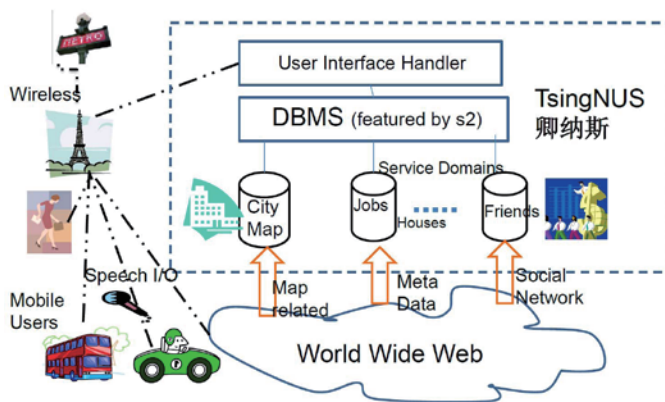 METRO
Wireless
User Interface Handler
DBMS (featured by s2)
TsingNUS
卿纳斯
Service Domains
City
Map
Jobs
Houses
Friends
Speech I/O
Mobile
Users
Map
related
Meta
Data
Social
Network
World Wide Web